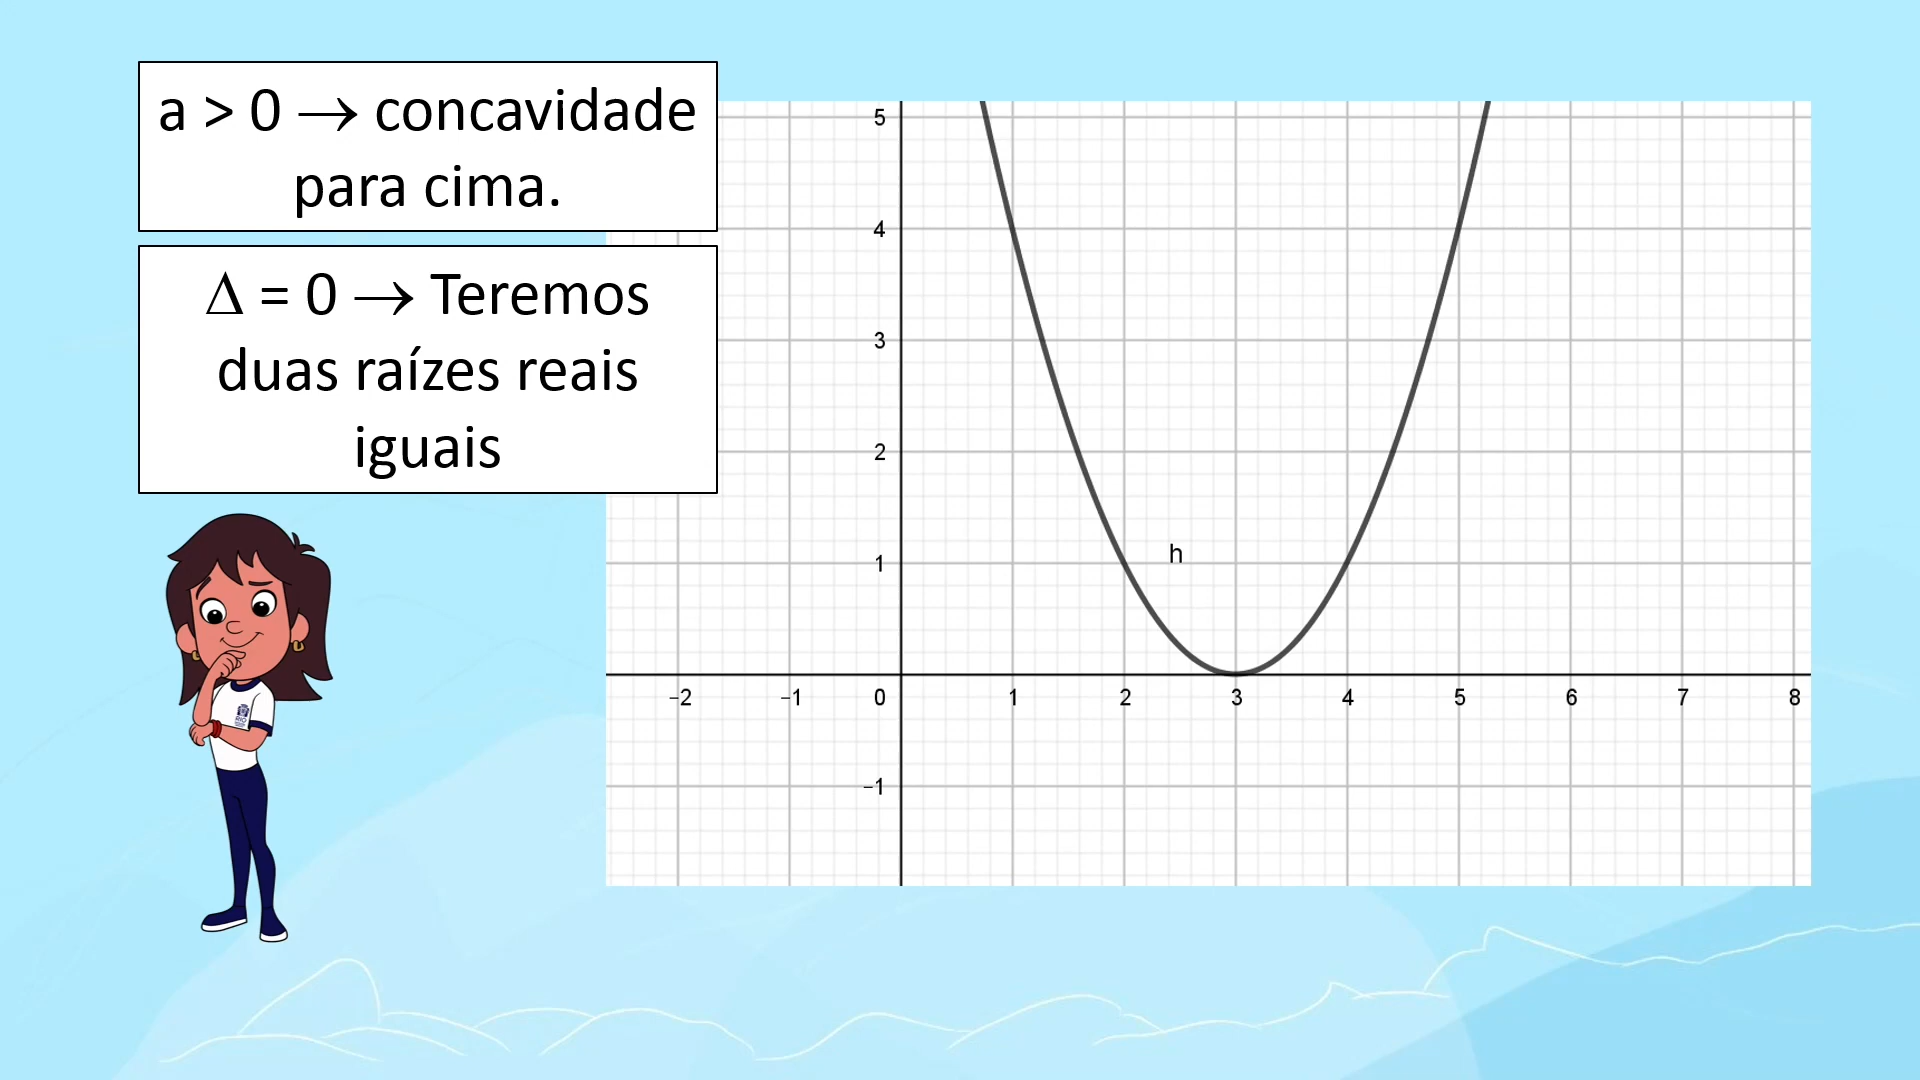 a > 0 → concavidade
para cima.
Δ = 0 → Teremos
duas raízes reais
iguais
5
4
3
2
h
1
−2 −1 0 1 2 3 4 5 6 7 8
−1
RIO